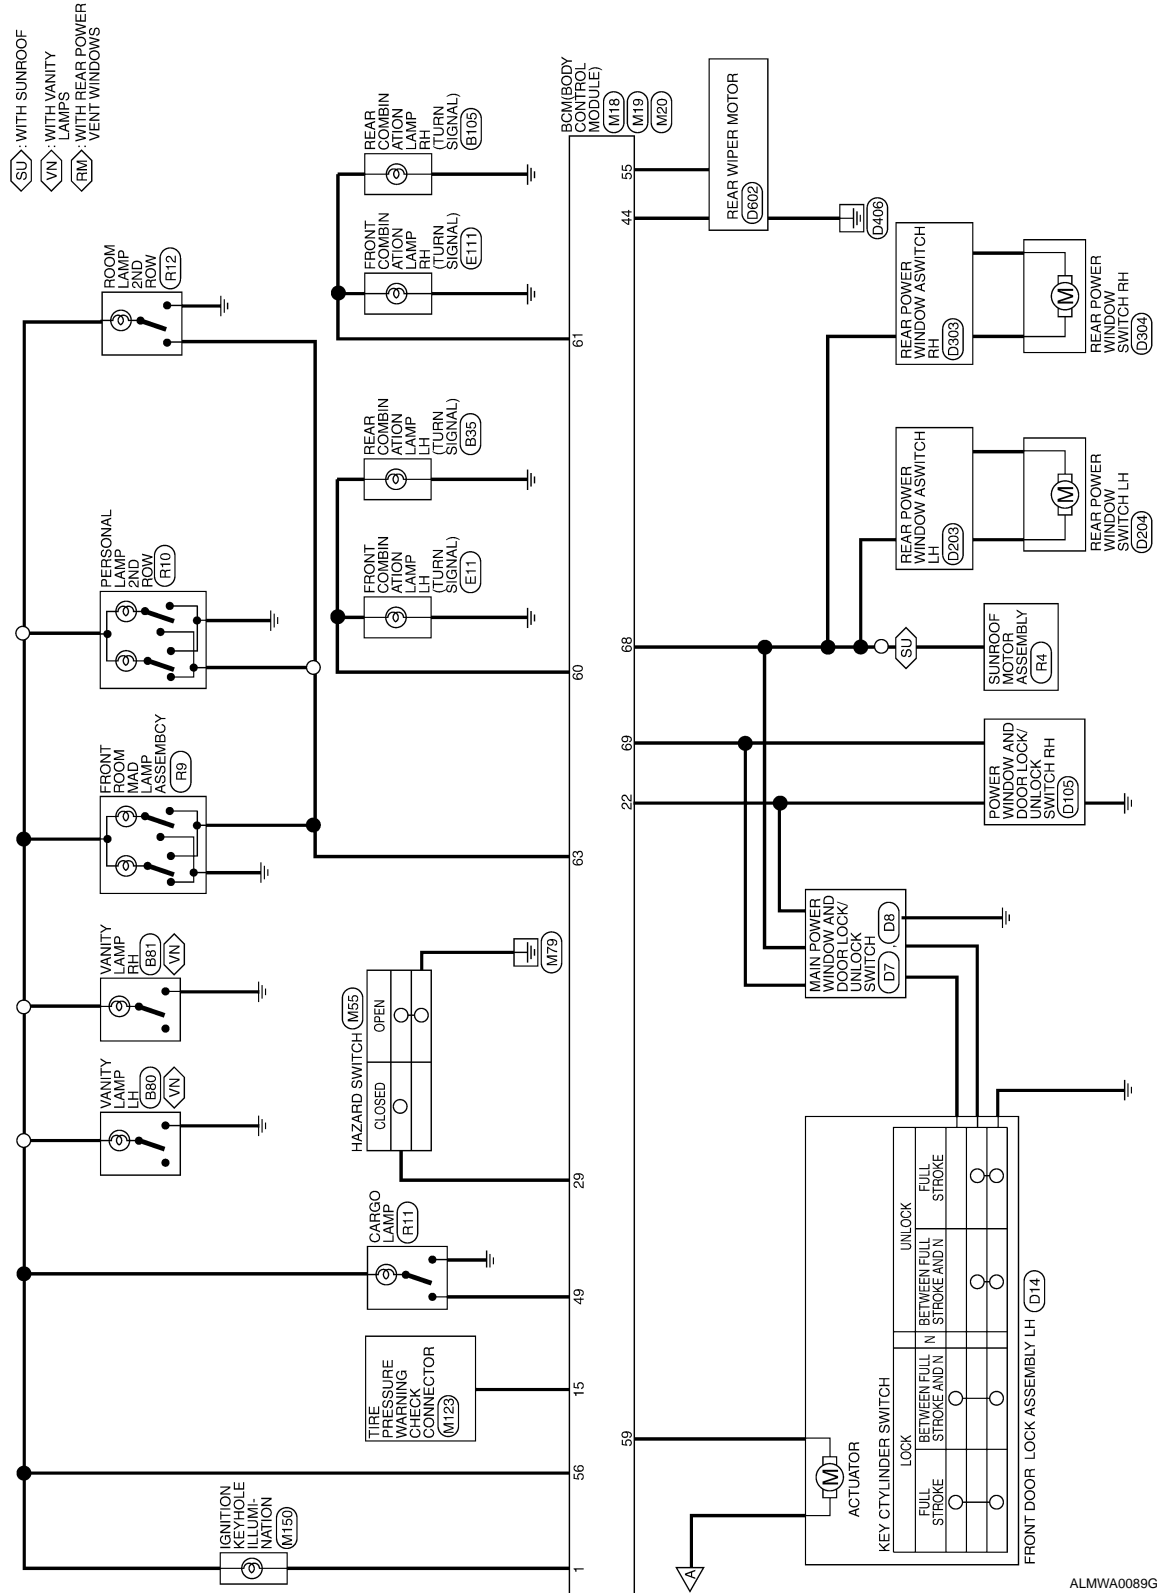 SU : WITH SUNROOF
VN : WITH VANITY
LAMPS
RM : WITH REAR POWER
VENT WINDOWS
IGNITION
KEYHOLE
ILLUMI-
NATION
M150
TIRE
PRESSURE
WARNING
CHECK
CONNECTOR
M123
CARGO
LAMP
R11
VANITY
LAMP
LH
B80
VN
VANITY
LAMP
RH
B81
VN
HAZARD SWITCH M55
CLOSED
OPEN
M79
FRONT
ROOM
MAD
LAMP
ASSEMBCY
R9
PERSONAL
LAMP
2ND
ROW
R10
ROOM
LAMP
2ND
ROW
R12
FRONT
COMBIN
ATION
LAMP
LH
(TURN
SIGNAL)
E11
REAR
COMBIN
ATION
LAMP
LH
(TURN
SIGNAL)
B35
FRONT
COMBIN
ATION
LAMP
RH
(TURN
SIGNAL)
E111
REAR
COMBIN
ATION
LAMP
RH
(TURN
SIGNAL)
B105
BCM(BODY
CONTROL
MODULE)
M18
M19
M20
1
56
15
49
29
63
60
61
59
22
69
68
44
55
A
M
ACTUATOR
KEY CTYLINDER SWITCH
LOCK
UNLOCK
FULL
STROKE
BETWEEN FULL
STROKE AND N
N
BETWEEN FULL
STROKE AND N
FULL
STROKE
FRONT DOOR LOCK ASSEMBLY LH D14
MAIN POWER
WINDOW AND
DOOR LOCK/
UNLOCK
SWITCH
D7 , D8
POWER
WINDOW AND
DOOR LOCK/
UNLOCK
SWITCH RH
D105
SU
SUNROOF
MOTOR
ASSEMBLY
R4
REAR POWER
WINDOW ASWITCH
LH
D203
M
REAR POWER
WINDOW
SWITCH LH
D204
REAR POWER
WINDOW ASWITCH
RH
D303
M
REAR POWER
WINDOW
SWITCH RH
D304
REAR WIPER MOTOR
D602
D406
ALMWA0089G